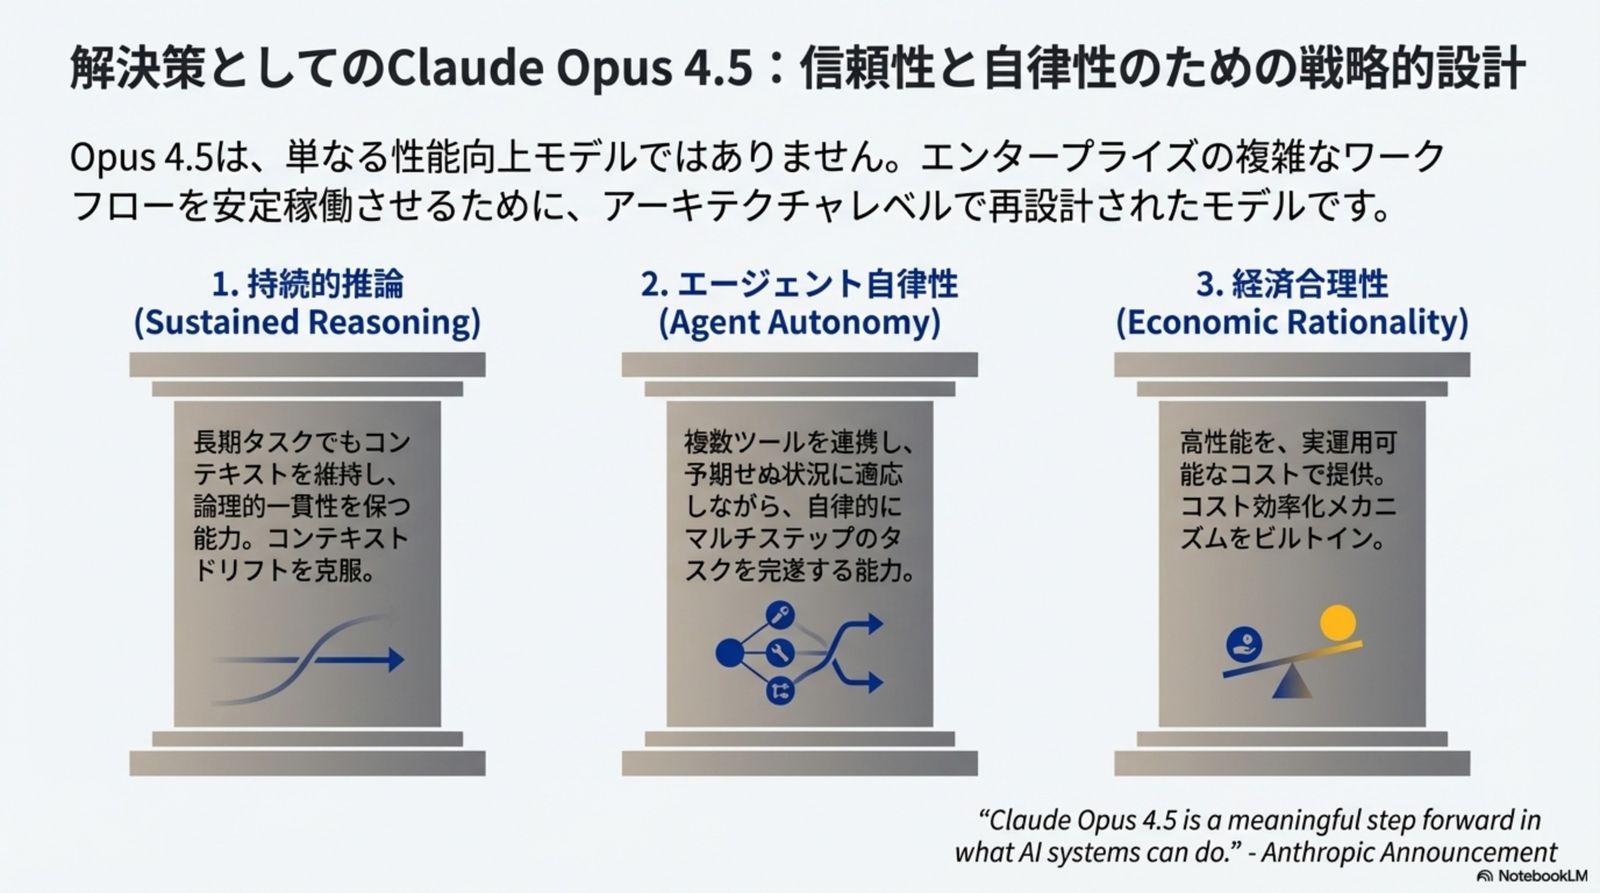 解決策としてのClaude Opus 4.5：信頼性と自律性のための戦略的設計
Opus 4.5は、単なる性能向上モデルではありません。エンタープライズの複雑なワーク
フローを安定稼働させるために、アーキテクチャレベルで再設計されたモデルです。
1. 持続的推論
(Sustained Reasoning)
長期タスクでもコン
テキストを維持し、
論理的一貫性を保つ
能力。コンテキスト
ドリフトを克服。
2. エージェント自律性
(Agent Autonomy)
複数ツールを連携し、
予期せぬ状況に適応
しながら、自律的に
マルチステップのタ
スクを完遂する能力。
3. 経済合理性
(Economic Rationality)
高性能を、実運用可
能なコストで提供。
コスト効率化メカニ
ズムをビルトイン。
“Claude Opus 4.5 is a meaningful step forward in
what AI systems can do.” - Anthropic Announcement
NotebookLM